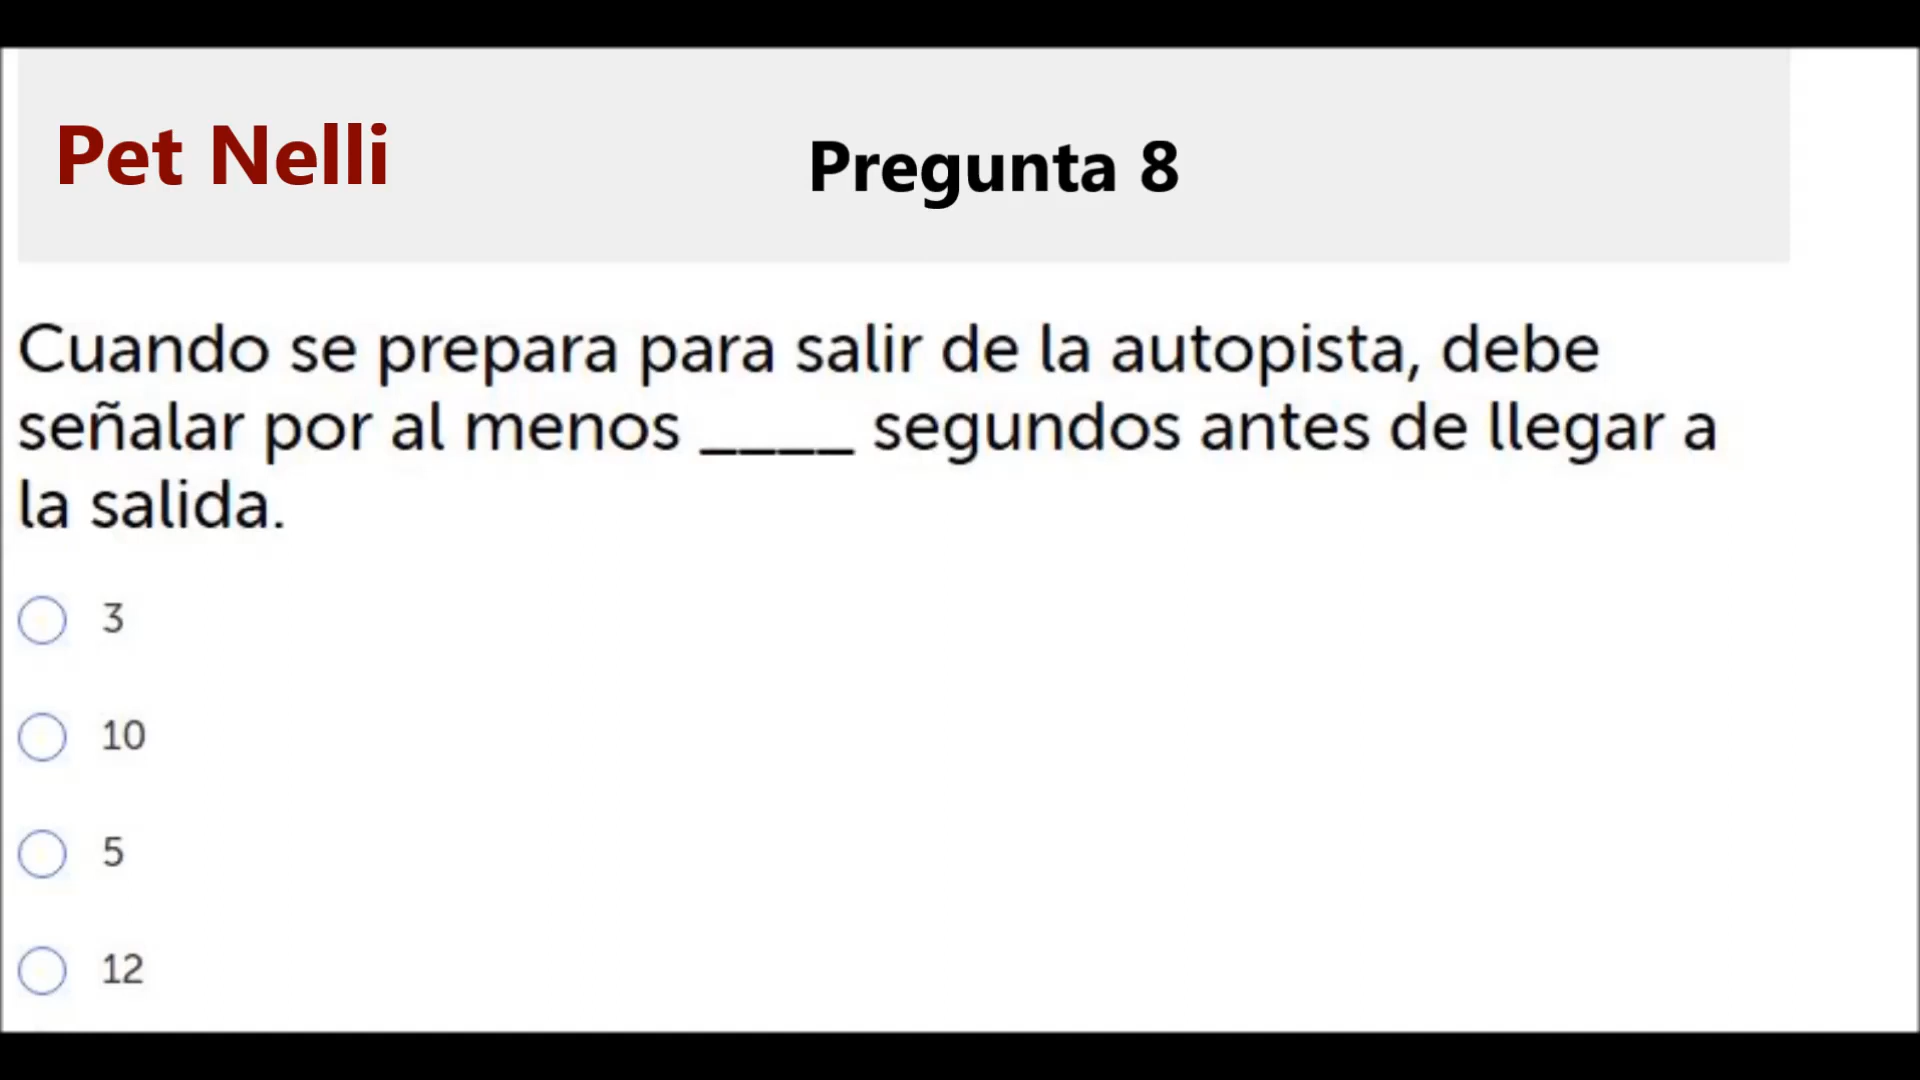 Pet Nelli
Pregunta 8
Cuando se prepara para salir de la autopista, debe
señalar por al menos ____ segundos antes de llegar a
la salida.
3
10
5
12